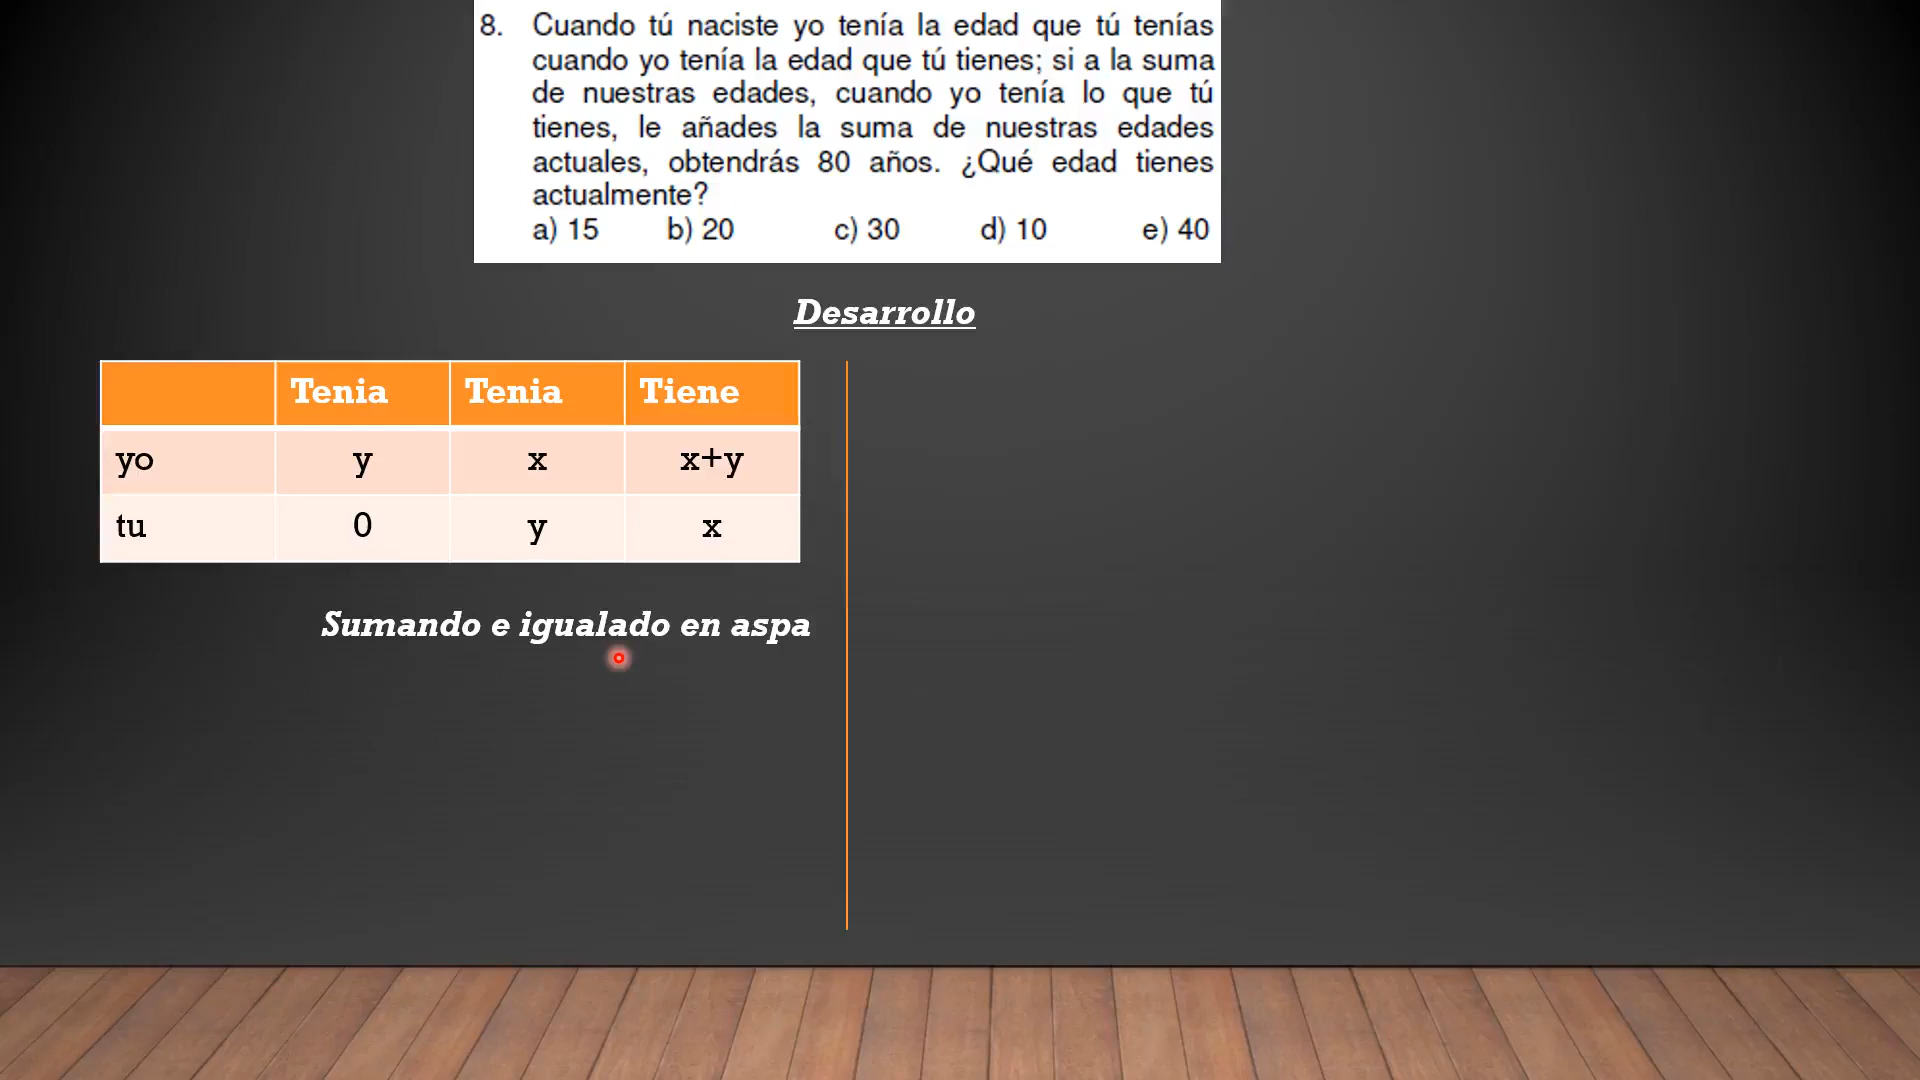 8. Cuando tú naciste yo tenía la edad que tú tenías
cuando yo tenía la edad que tú tienes; si a la suma
de nuestras edades, cuando yo tenía lo que tú
tienes, le añades la suma de nuestras edades
actuales, obtendrás 80 años. ¿Qué edad tienes
actualmente?
a) 15 b) 20 c) 30 d) 10 e) 40
Desarrollo
Tenia Tenia Tiene
yo y x x+y
tu 0 y x
Sumando e igualado en aspa